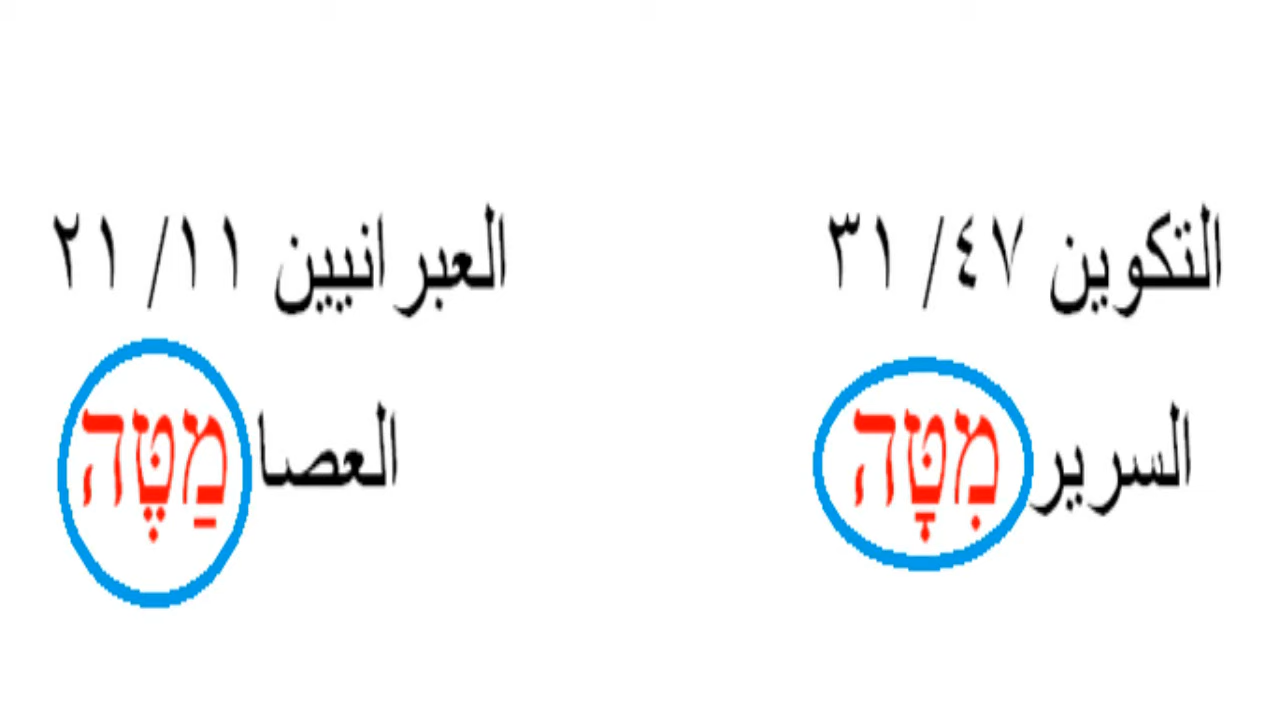 التكوين ٤٧/ ٣١
السرير מִטָּה
العبرانيين ١١/ ٢١
العصا מַטֶּה